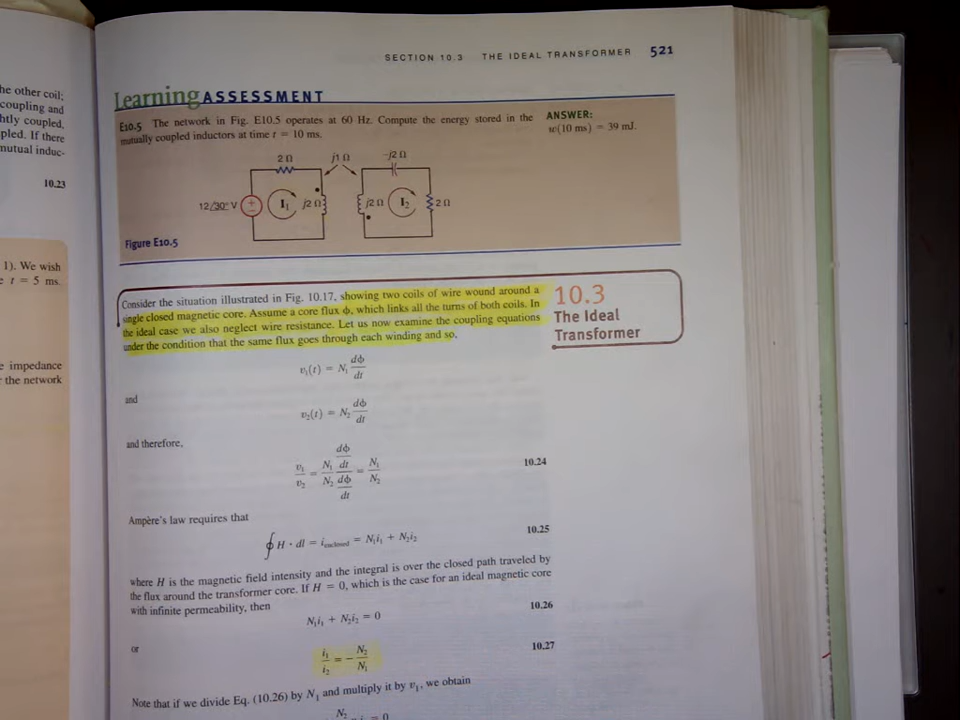 he other coil;
coupling and
htly coupled,
pled. If there
nutual induc-
10.23
1). We wish
e t = 5 ms.
e impedance
the network
SECTION 10.3 THE IDEAL TRANSFORMER 521
Learning ASSESSMENT
E10.5 The network in Fig. E10.5 operates at 60 Hz. Compute the energy stored in the
mutually coupled inductors at time t = 10 ms.
ANSWER:
w(10 ms) = 39 mJ.
2 Ω j1 Ω -j2 Ω
12/30° V + I₁ j2 Ω j2 Ω I₂ 2 Ω
Figure E10.5
Consider the situation illustrated in Fig. 10.17, showing two coils of wire wound around a
single closed magnetic core. Assume a core flux ϕ, which links all the turns of both coils. In
the ideal case we also neglect wire resistance. Let us now examine the coupling equations
under the condition that the same flux goes through each winding and so,
10.3
The Ideal
Transformer
v₁(t) = N₁ dϕ/dt
and
v₂(t) = N₂ dϕ/dt
and therefore,
v₁/v₂ = N₁ dϕ/dt / N₂ dϕ/dt = N₁/N₂ 10.24
Ampère's law requires that
∮ H · dl = i enclosed = N₁i₁ + N₂i₂ 10.25
where H is the magnetic field intensity and the integral is over the closed path traveled by
the flux around the transformer core. If H = 0, which is the case for an ideal magnetic core
with infinite permeability, then
N₁i₁ + N₂i₂ = 0 10.26
or
i₁/i₂ = - N₂/N₁ 10.27
Note that if we divide Eq. (10.26) by N₁ and multiply it by v₁, we obtain
N₂
= 0